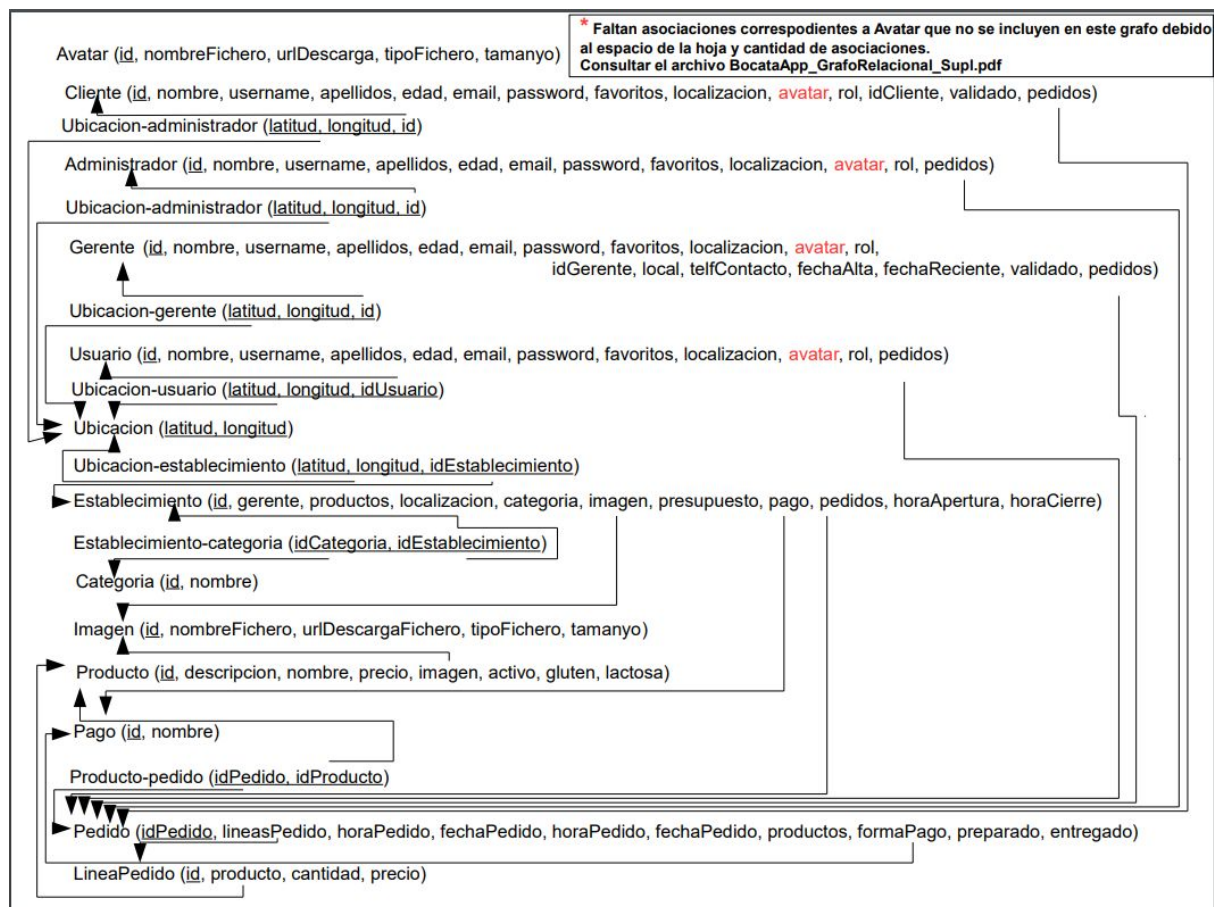 * Faltan asociaciones correspodientes a Avatar que no se incluyen en este grafo debido
al espacio de la hoja y cantidad de asociaciones.
Consultar el archivo BocataApp_GrafoRelacional_Supl.pdf
Avatar (id, nombreFichero, urlDescarga, tipoFichero, tamanyo)
Cliente (id, nombre, username, apellidos, edad, email, password, favoritos, localizacion, avatar, rol, idCliente, validado, pedidos)
Ubicacion-administrador (latitud, longitud, id)
Administrador (id, nombre, username, apellidos, edad, email, password, favoritos, localizacion, avatar, rol, pedidos)
Ubicacion-administrador (latitud, longitud, id)
Gerente (id, nombre, username, apellidos, edad, email, password, favoritos, localizacion, avatar, rol,
idGerente, local, telfContacto, fechaAlta, fechaReciente, validado, pedidos)
Ubicacion-gerente (latitud, longitud, id)
Usuario (id, nombre, username, apellidos, edad, email, password, favoritos, localizacion, avatar, rol, pedidos)
Ubicacion-usuario (latitud, longitud, idUsuario)
Ubicacion (latitud, longitud)
Ubicacion-establecimiento (latitud, longitud, idEstablecimiento)
Establecimiento (id, gerente, productos, localizacion, categoria, imagen, presupuesto, pago, pedidos, horaApertura, horaCierre)
Establecimiento-categoria (idCategoria, idEstablecimiento)
Categoria (id, nombre)
Imagen (id, nombreFichero, urlDescargaFichero, tipoFichero, tamanyo)
Producto (id, descripcion, nombre, precio, imagen, activo, gluten, lactosa)
Pago (id, nombre)
Producto-pedido (idPedido, idProducto)
Pedido (idPedido, lineasPedido, horaPedido, fechaPedido, horaPedido, fechaPedido, productos, formaPago, preparado, entregado)
LineaPedido (id, producto, cantidad, precio)